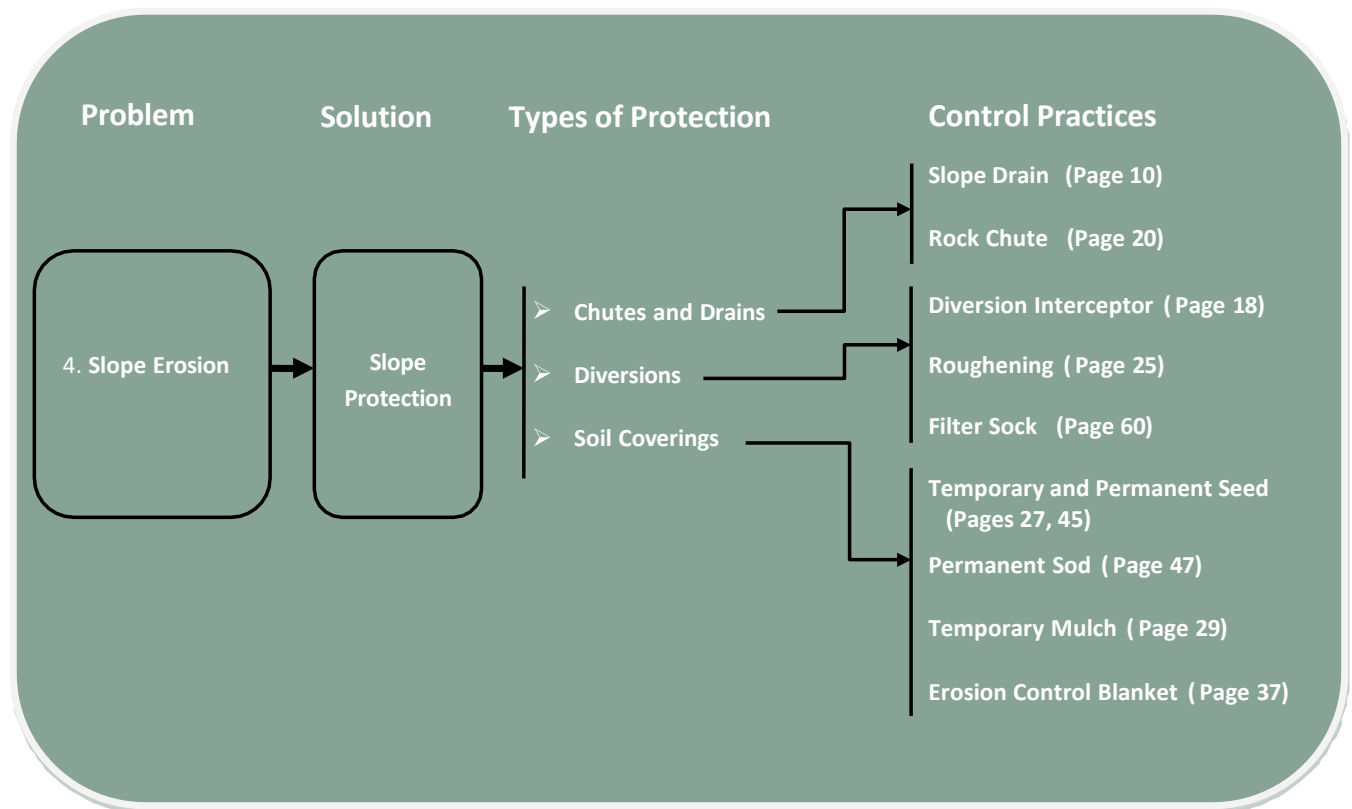 Problem
Solution
Types of Protection
Control Practices
4. Slope Erosion
Slope
Protection
➢ Chutes and Drains
➢ Diversions
➢ Soil Coverings
Slope Drain (Page 10)
Rock Chute (Page 20)
Diversion Interceptor ( Page 18)
Roughening ( Page 25)
Filter Sock (Page 60)
Temporary and Permanent Seed
(Pages 27, 45)
Permanent Sod ( Page 47)
Temporary Mulch ( Page 29)
Erosion Control Blanket ( Page 37)